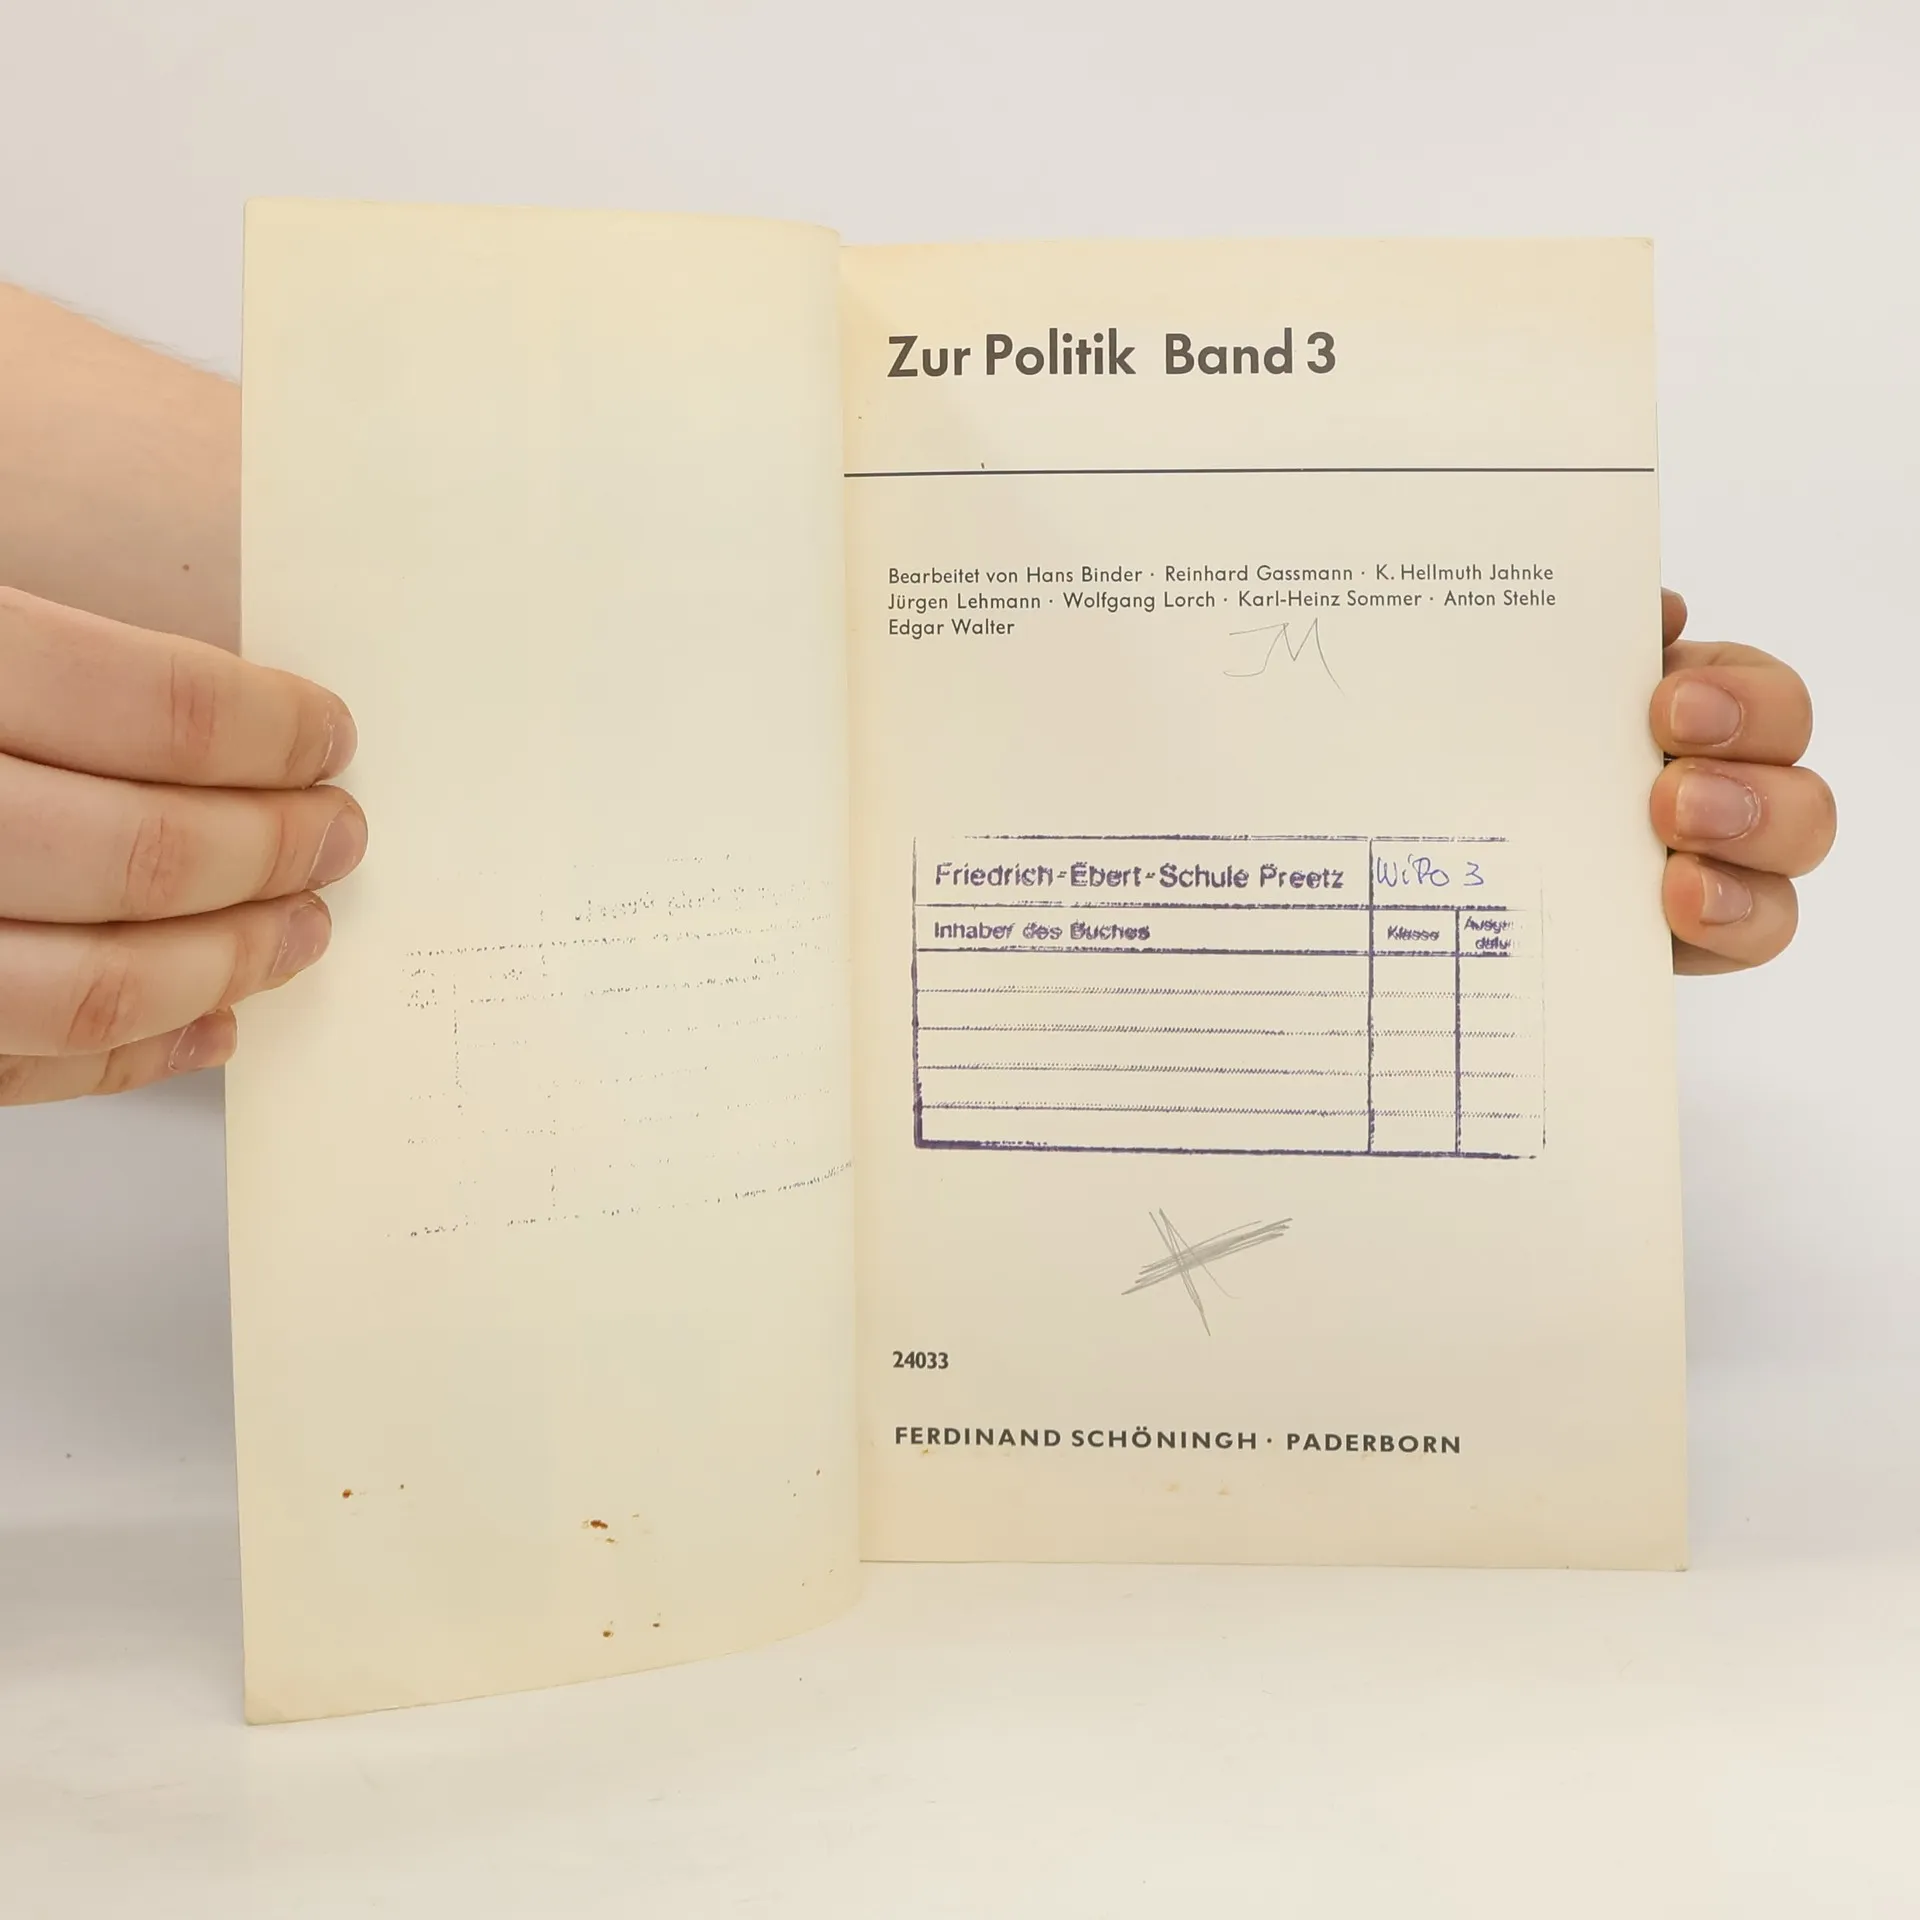 Zur Politik Band 3
Bearbeitet von Hans Binder · Reinhard Gassmann · K. Hellmuth Jahnke
Jürgen Lehmann · Wolfgang Lorch · Karl-Heinz Sommer · Anton Stehle
Edgar Walter
Friedrich-Ebert-Schule Preetz WiPo 3
Inhaber des Buches Klasse
24033
FERDINAND SCHÖNINGH · PADERBORN